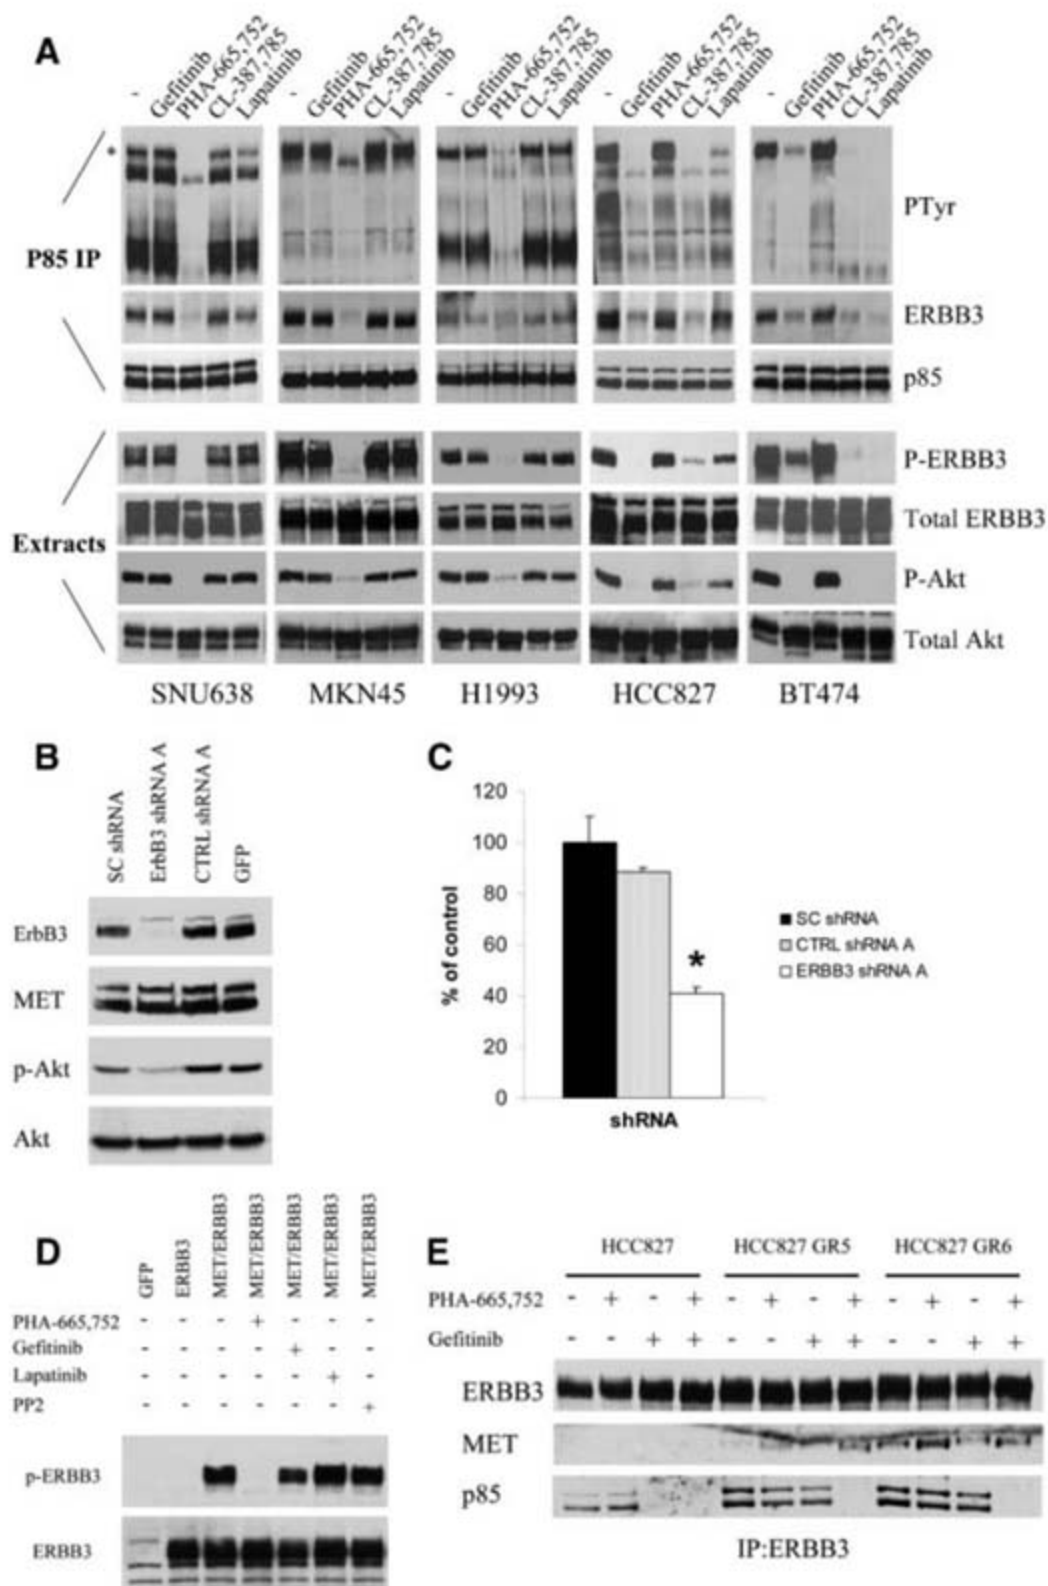 A
- Gefitinib PHA-665,752 CL-387,785 Lapatinib - Gefitinib PHA-665,752 CL-387,785 Lapatinib - Gefitinib PHA-665,752 CL-387,785 Lapatinib - Gefitinib PHA-665,752 CL-387,785 Lapatinib - Gefitinib PHA-665,752 CL-387,785 Lapatinib
*
PTyr
P85 IP
ERBB3
p85
P-ERBB3
Total ERBB3
Extracts
P-Akt
Total Akt
SNU638 MKN45 H1993 HCC827 BT474
B
SC shRNA ErbB3 shRNA A CTRL shRNA A GFP
ErbB3
MET
p-Akt
Akt
C
120
100
80
60
40
20
0
% of control
*
shRNA
SC shRNA
CTRL shRNA A
ERBB3 shRNA A
D
GFP ERBB3 MET/ERBB3 MET/ERBB3 MET/ERBB3 MET/ERBB3 MET/ERBB3
PHA-665,752 - - - + - - -
Gefitinib - - - - + - -
Lapatinib - - - - - + -
PP2 - - - - - - +
p-ERBB3
ERBB3
E
HCC827 HCC827 GR5 HCC827 GR6
PHA-665,752 - + - + - + - + - + - +
Gefitinib - - + + - - + + - - + +
ERBB3
MET
p85
IP:ERBB3